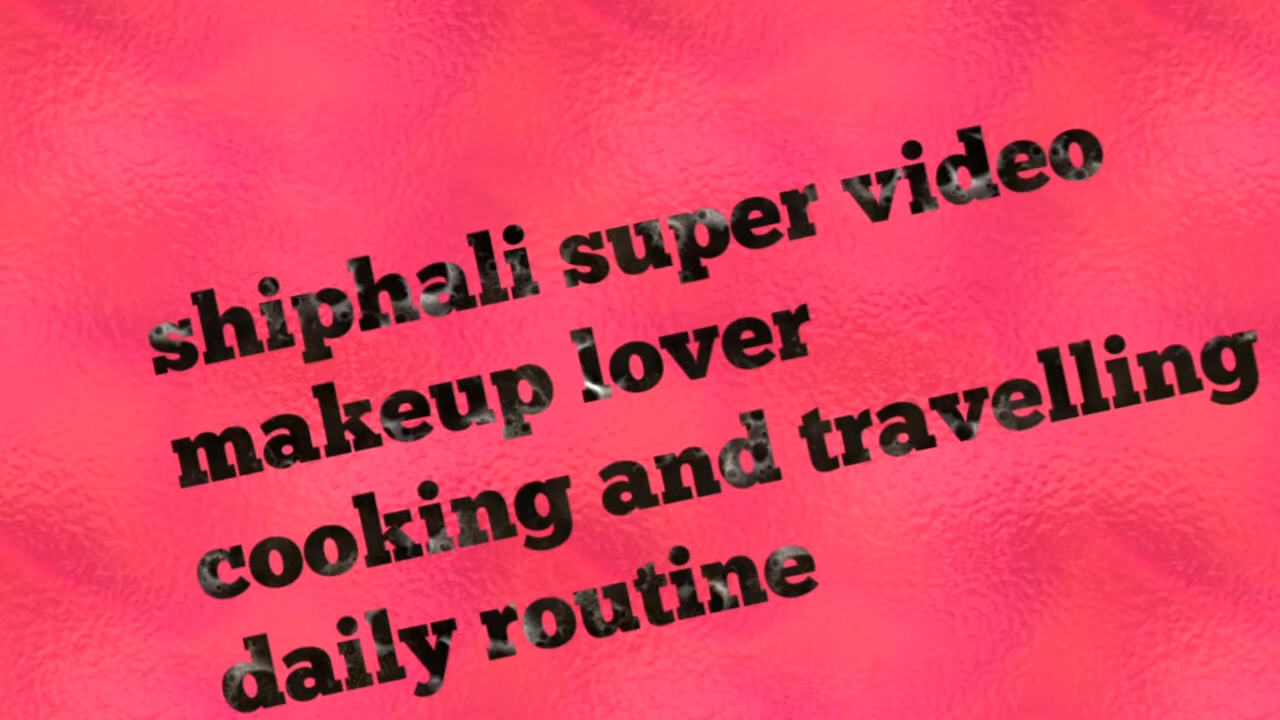 shiphali super video
makeup lover
cooking and travelling
daily routine